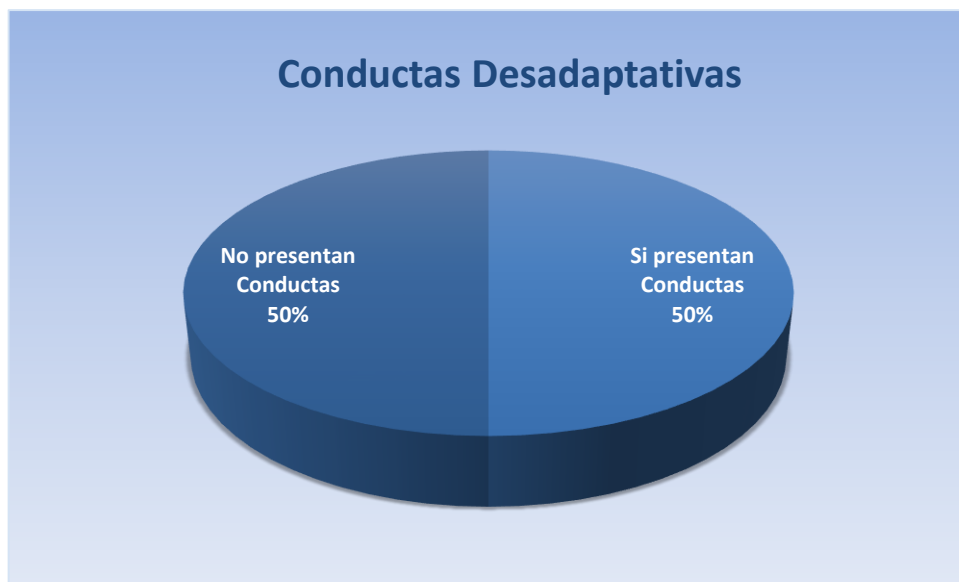 Conductas Desadaptativas
No presentan
Conductas
50%
Si presentan
Conductas
50%